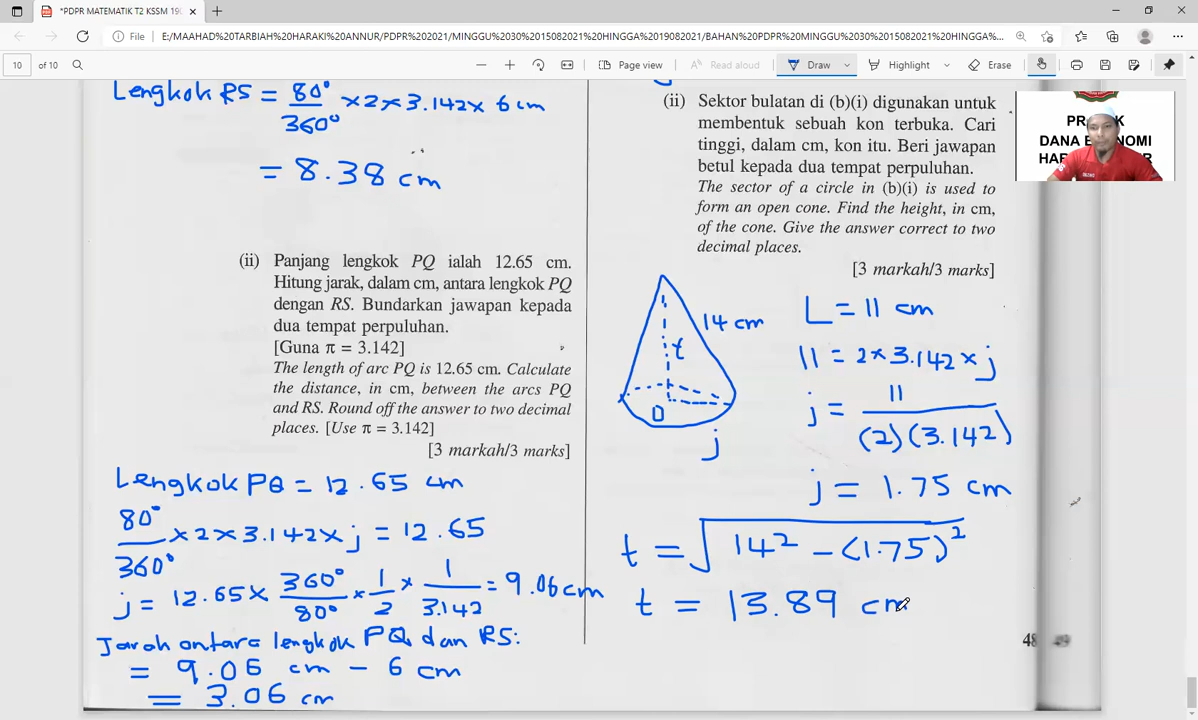 *PDPR MATEMATIK T2 KSSM 19
File
E:/MAAHAD%20TARBIAH%20HARAKI%20ANNUR/PDPR%202021/MINGGU%2030%2015082021%20HINGGA%2019082021/BAHAN%20PDPR%20MINGGU%2030%2015082021%20HINGGA%20MINGGU%2030%2015082021%20HINGGA%...
10 of 10
Page view
Read aloud
Draw
Highlight
Erase
Lengkok RS = 80°/360° × 2 × 3.142 × 6 cm
= 8.38 cm
(ii) Panjang lengkok PQ ialah 12.65 cm.
Hitung jarak, dalam cm, antara lengkok PQ
dengan RS. Bundarkan jawapan kepada
dua tempat perpuluhan.
[Guna π = 3.142]
The length of arc PQ is 12.65 cm. Calculate
the distance, in cm, between the arcs PQ
and RS. Round off the answer to two decimal
places. [Use π = 3.142]
[3 markah/3 marks]
Lengkok PQ = 12.65 cm
80°/360° × 2 × 3.142 × j = 12.65
j = 12.65 × 360°/80° × 1/2 × 1/3.142 = 9.06 cm
Jarak antara lengkok PQ dan RS:
= 9.06 cm - 6 cm
= 3.06 cm
(ii) Sektor bulatan di (b)(i) digunakan untuk
membentuk sebuah kon terbuka. Cari
tinggi, dalam cm, kon itu. Beri jawapan
betul kepada dua tempat perpuluhan.
The sector of a circle in (b)(i) is used to
form an open cone. Find the height, in cm,
of the cone. Give the answer correct to two
decimal places.
[3 markah/3 marks]
14 cm
t
O
j
L = 11 cm
11 = 2 × 3.142 × j
j = 11/(2)(3.142)
j = 1.75 cm
t = √14² - (1.75)²
t = 13.89 cm
48
DANA